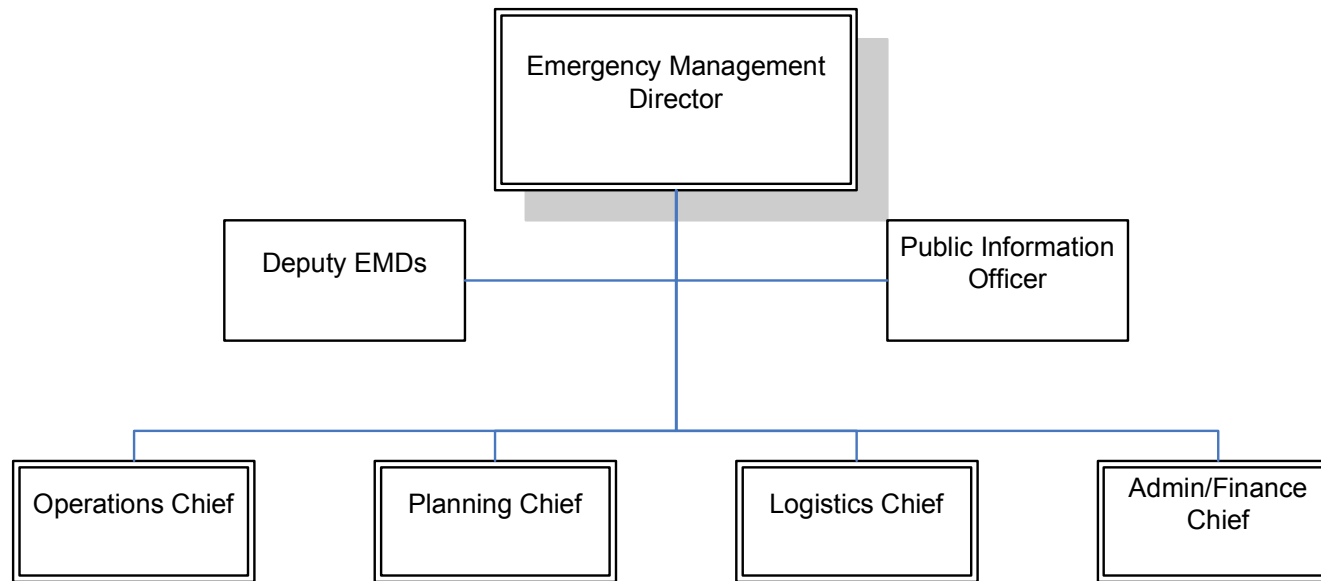 Emergency Management
Director
Deputy EMDs
Public Information
Officer
Operations Chief
Planning Chief
Logistics Chief
Admin/Finance
Chief